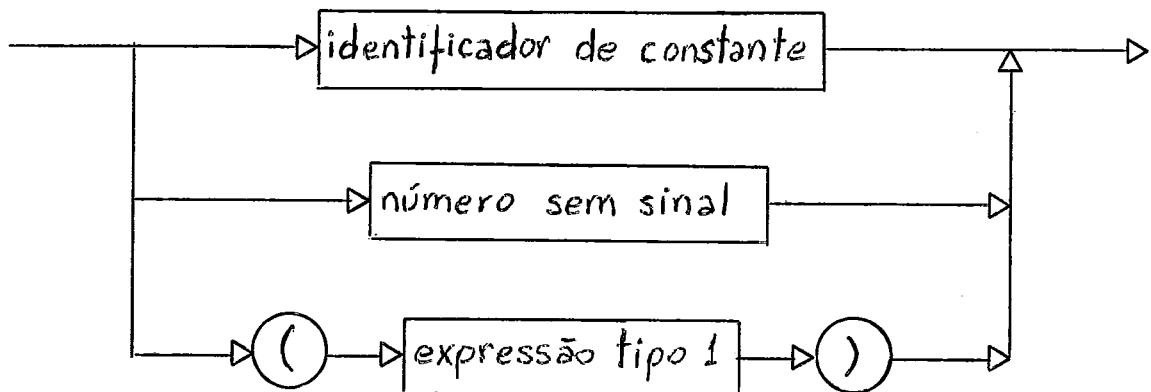 identificador de constante
número sem sinal
( expressão tipo 1 )